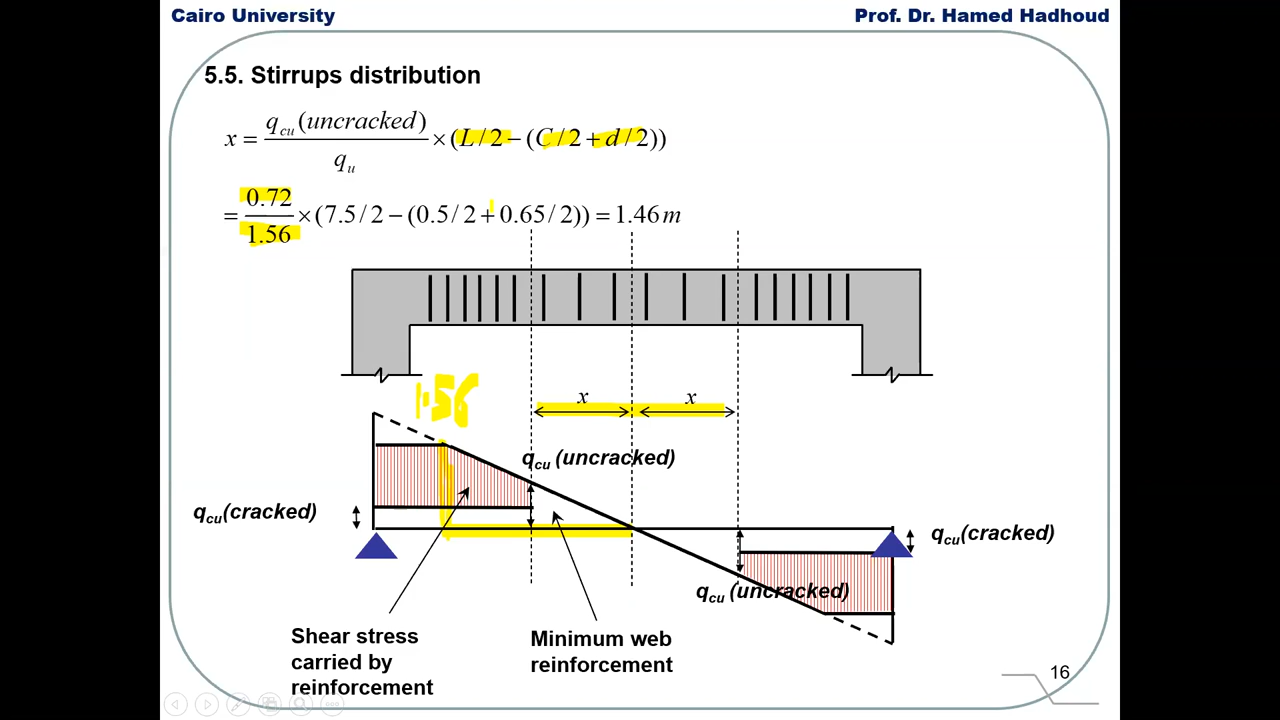 Cairo University
Prof. Dr. Hamed Hadhoud
5.5. Stirrups distribution
x = q_cu (uncracked) / q_u × (L / 2 − (C / 2 + d / 2))
= 0.72 / 1.56 × (7.5 / 2 − (0.5 / 2 + 0.65 / 2)) = 1.46 m
1.56
x
x
q_cu (uncracked)
q_cu(cracked)
q_cu(cracked)
q_cu (uncracked)
Shear stress
carried by
reinforcement
Minimum web
reinforcement
16